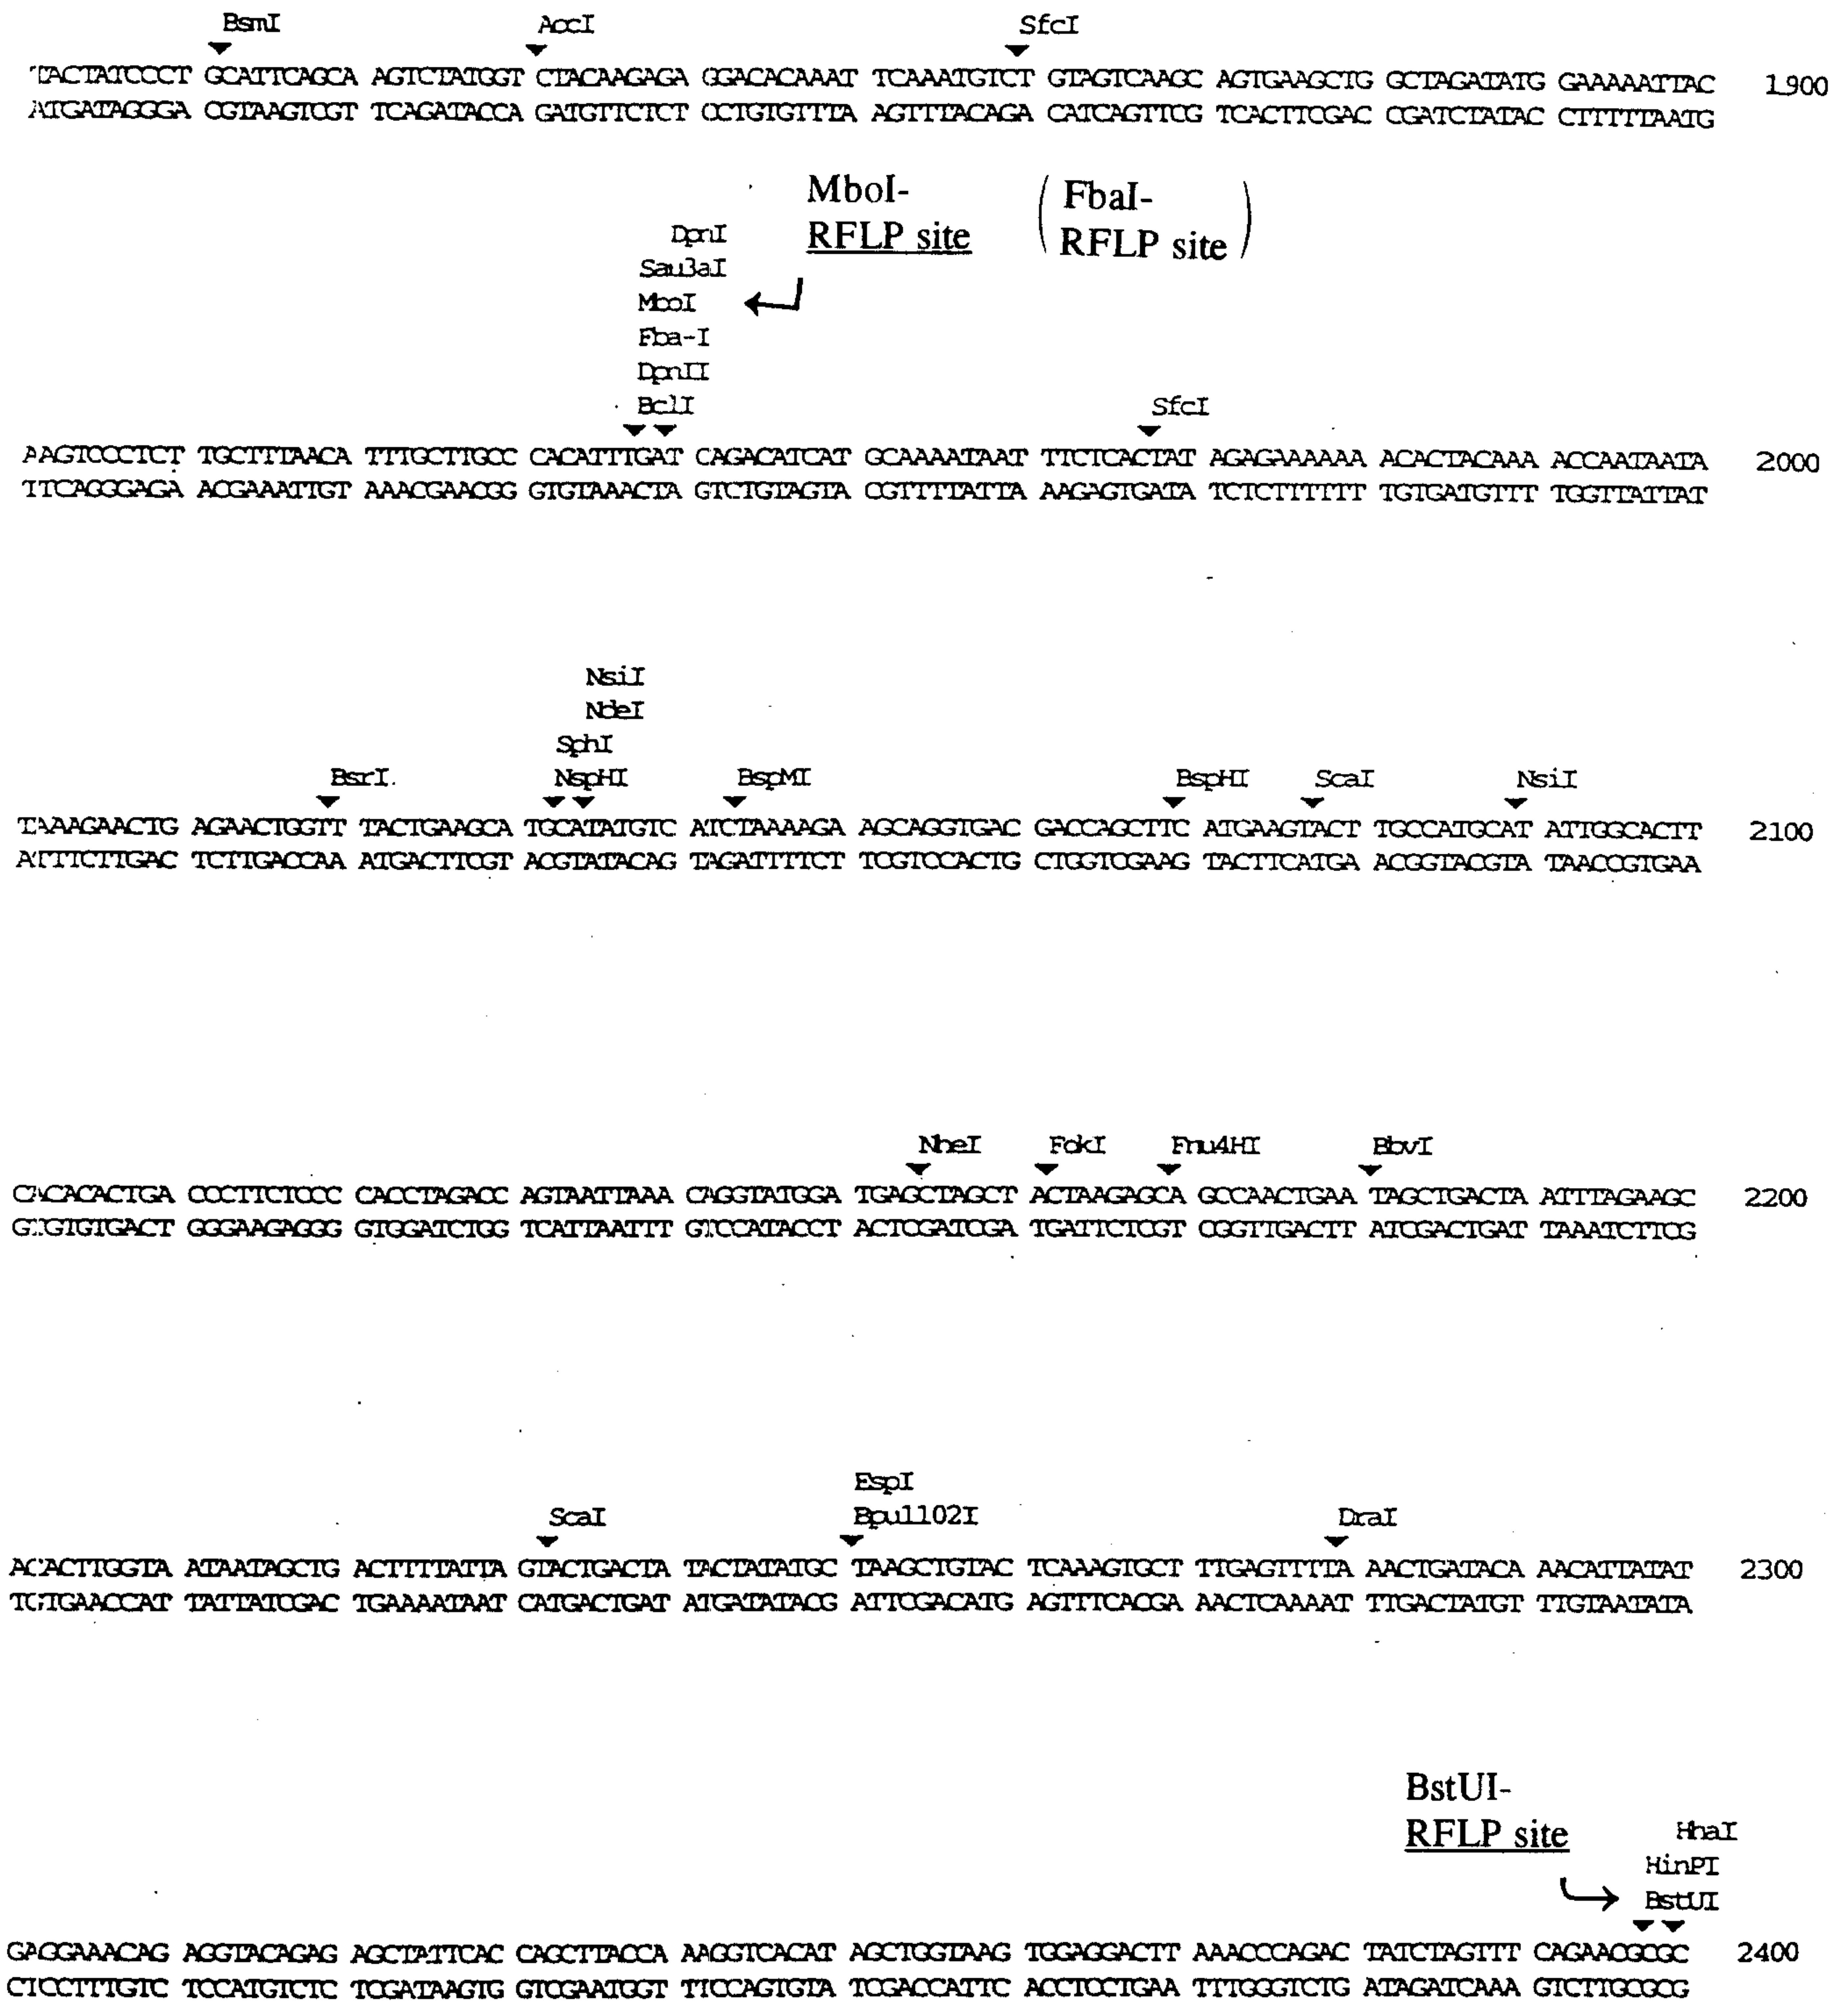 BsmI AccI SfcI
TACTATCCCT GCATTCAGCA AGTCTATGGT CTACAAGAGA GGACACAAAT TCAAATGTCT GTAGTCAAGC AGTGAAGCTG GCTAGATATG GAAAAATTAC 1900
ATGATAGGGA CGTAAGTCGT TCAGATACCA GATGTTCTCT CCTGTGTTTA AGTTTACAGA CATCAGTTCG TCACTTCGAC CGATCTATAC CTTTTTAATG
MboI-
RFLP site
( FbaI-
RFLP site )
DpnI
Sau3aI
MboI
Fba-I
DpnII
BclI SfcI
AAGTCCCTCT TGCTTTAACA TTTGCTTGCC CACATTTGAT CAGACATCAT GCAAAATAAT TTCTCACTAT AGAGAAAAAA ACACTACAAA ACCAATAATA 2000
TTCAGGGAGA ACGAAATTGT AAACGAACGG GTGTAAACTA GTCTGTAGTA CGTTTTATTA AAGAGTGATA TCTCTTTTTT TGTGATGTTT TGGTTATTAT
NsiI
NdeI
SphI
BsrI NspHI BspMI BspHI ScaI NsiI
TAAAGAACTG AGAACTGGTT TACTGAAGCA TGCATATGTC ATCTAAAAGA AGCAGGTGAC GACCAGCTTC ATGAAGTACT TGCCATGCAT ATTGGCACTT 2100
ATTTCTTGAC TCTTGACCAA ATGACTTCGT ACGTATACAG TAGATTTTCT TCGTCCACTG CTGGTCGAAG TACTTCATGA ACGGTACGTA TAACCGTGAA
NheI FokI Fnu4HI BbvI
CACACACTGA CCCTTCTCCC CACCTAGACC AGTAATTAAA CAGGTATGGA TGAGCTAGCT ACTAAGAGCA GCCAACTGAA TAGCTGACTA ATTTAGAAGC 2200
GTGTGTGACT GGGAAGAGGG GTGGATCTGG TCATTAATTT GTCCATACCT ACTCGATCGA TGATTCTCGT CGGTTGACTT ATCGACTGAT TAAATCTTCG
EspI
ScaI Bpu1102I DraI
ACACTTGGTA ATAATAGCTG ACTTTTATTA GTACTGACTA TACTATATGC TAAGCTGTAC TCAAAGTGCT TTGAGTTTTA AACTGATACA AACATTATAT 2300
TGTGAACCAT TATTATCGAC TGAAAATAAT CATGACTGAT ATGATATACG ATTCGACATG AGTTTCACGA AACTCAAAAT TTGACTATGT TTGTAATATA
BstUI-
RFLP site
HhaI
HinPI
BstUI
GAGGAAACAG AGGTACAGAG AGCTATTCAC CAGCTTACCA AAGGTCACAT AGCTGGTAAG TGGAGGACTT AAACCCAGAC TATCTAGTTT CAGAACGCGC 2400
CTCCTTTGTC TCCATGTCTC TCGATAAGTG GTCGAATGGT TTCCAGTGTA TCGACCATTC ACCTCCTGAA TTTGGGTCTG ATAGATCAAA GTCTTGCGCG